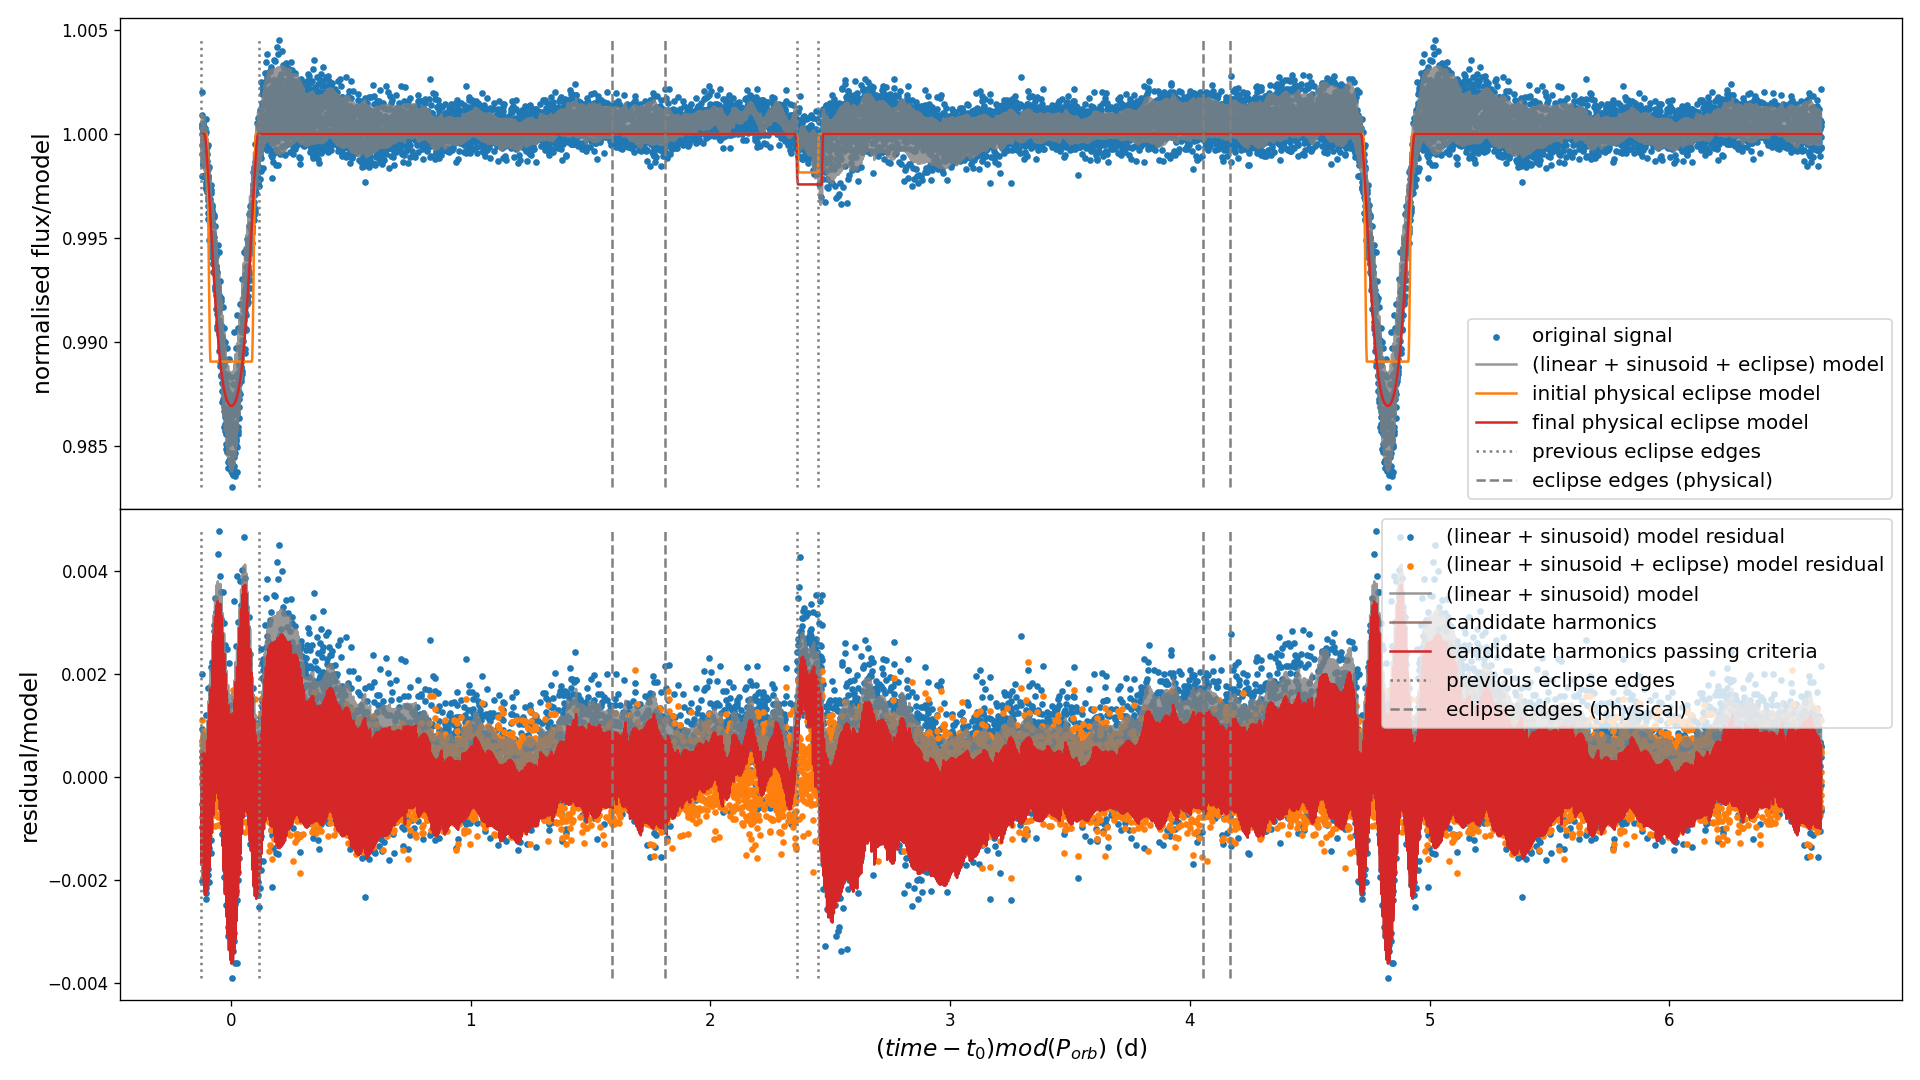 1.005
1.000
0.995
0.990
0.985
normalised flux/model
original signal
(linear + sinusoid + eclipse) model
initial physical eclipse model
final physical eclipse model
previous eclipse edges
eclipse edges (physical)
0.004
0.002
0.000
−0.002
−0.004
residual/model
(linear + sinusoid) model residual
(linear + sinusoid + eclipse) model residual
(linear + sinusoid) model
candidate harmonics
candidate harmonics passing criteria
previous eclipse edges
eclipse edges (physical)
0 1 2 3 4 5 6
(time − t₀)mod(Pₒᵣb) (d)